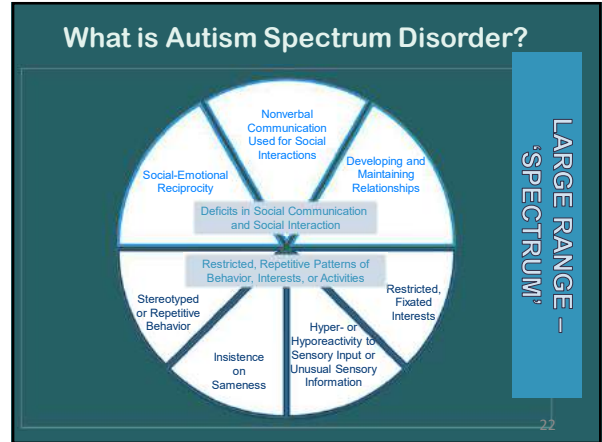 What is Autism Spectrum Disorder?
Nonverbal
Communication
Used for Social
Interactions
Social-Emotional
Reciprocity
Developing and
Maintaining
Relationships
Deficits in Social Communication
and Social Interaction
Restricted, Repetitive Patterns of
Behavior, Interests, or Activities
Stereotyped
or Repetitive
Behavior
Insistence
on
Sameness
Hyper- or
Hyporeactivity to
Sensory Input or
Unusual Sensory
Information
Restricted,
Fixated
Interests
LARGE RANGE –
‘SPECTRUM’
22